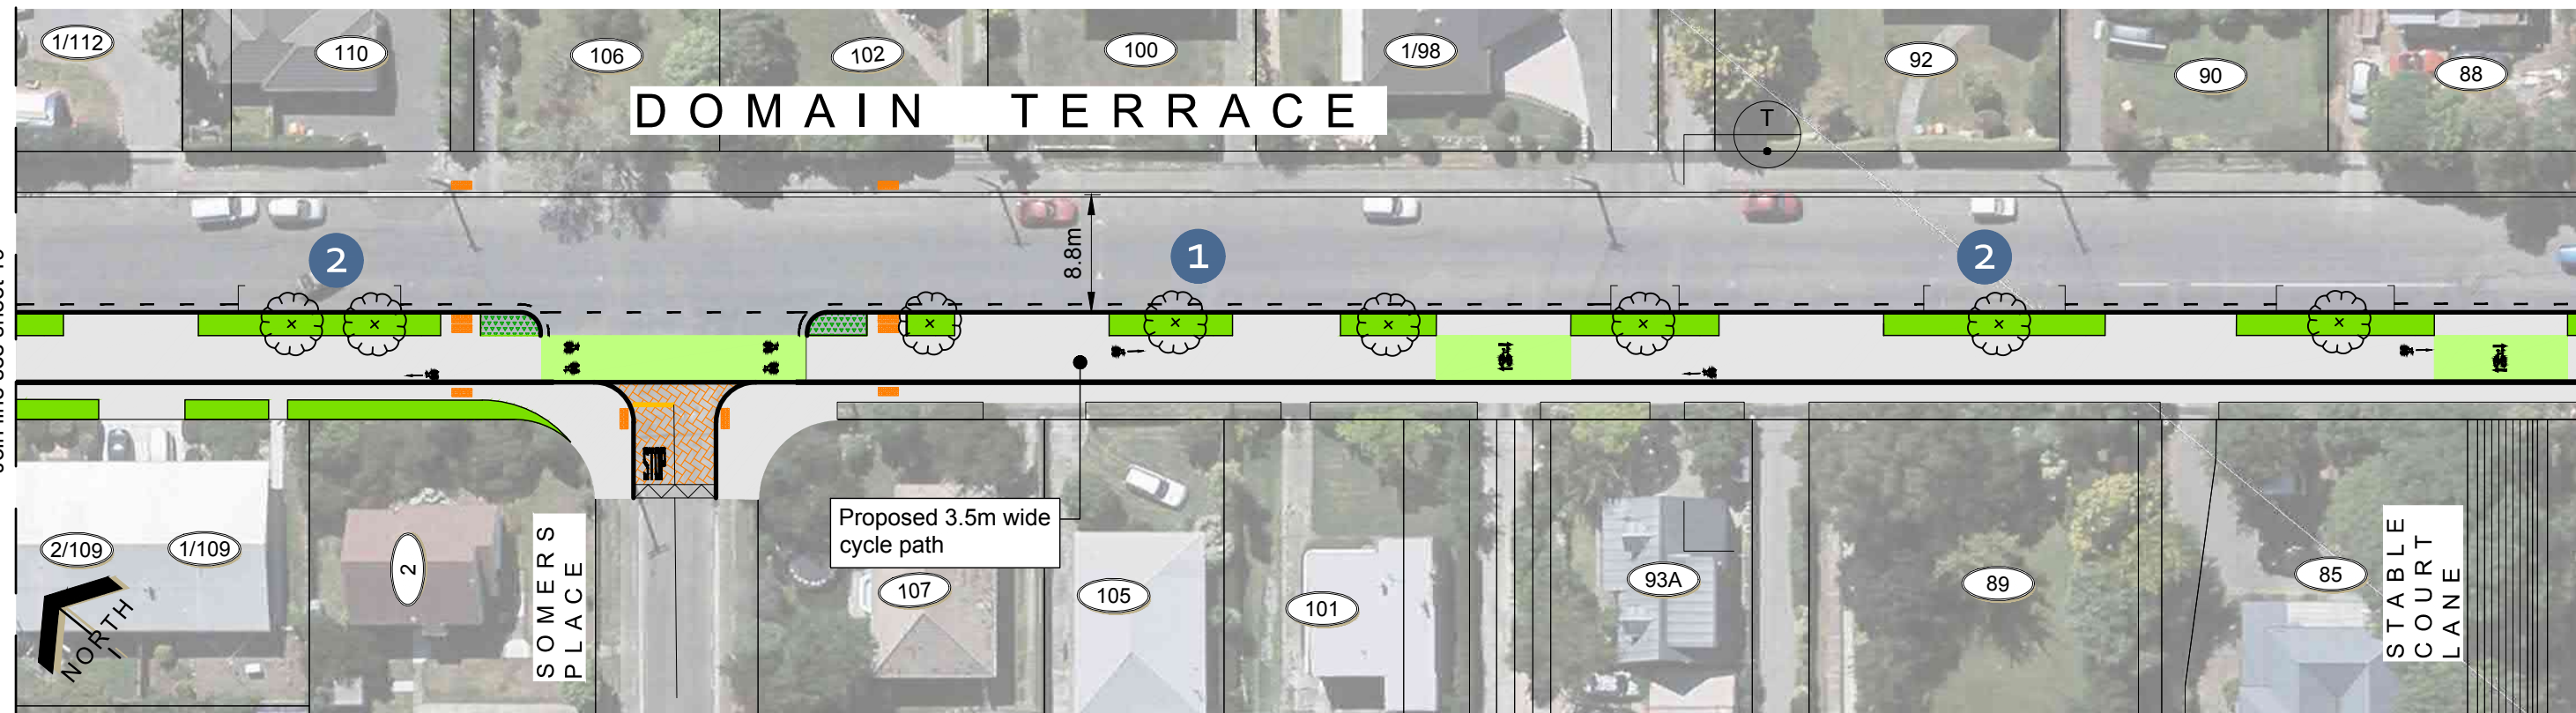 1/112
110
106
102
100
1/98
92
90
88
DOMAIN TERRACE
T
8.8m
2
1
2
Proposed 3.5m wide
cycle path
STOP
2/109
1/109
2
SOMERS
PLACE
107
105
101
93A
89
85
STABLE
COURT
LANE
NORTH